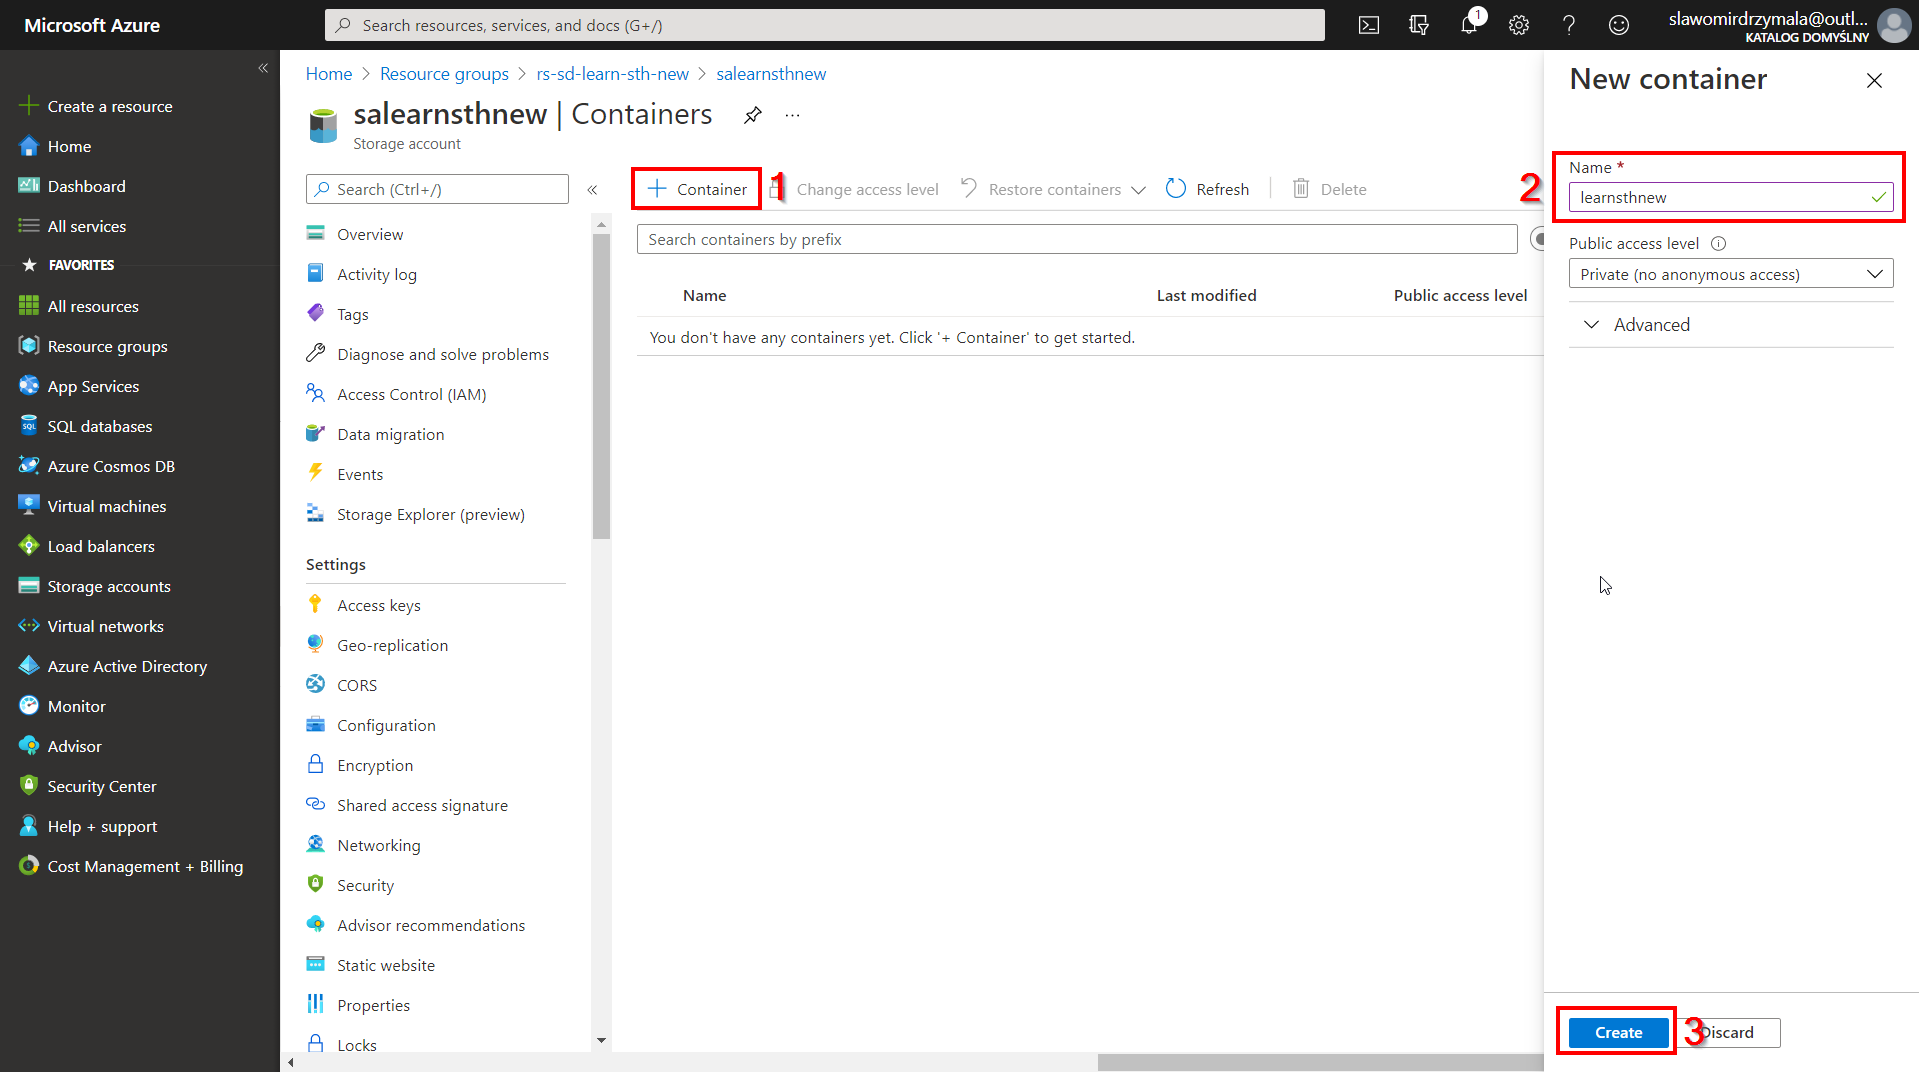 Microsoft Azure
Search resources, services, and docs (G+/)
1
slawomirdrzymala@outl...
KATALOG DOMYŚLNY
«
Create a resource
Home
Dashboard
All services
FAVORITES
All resources
Resource groups
App Services
SQL databases
Azure Cosmos DB
Virtual machines
Load balancers
Storage accounts
Virtual networks
Azure Active Directory
Monitor
Advisor
Security Center
Help + support
Cost Management + Billing
Home > Resource groups > rs-sd-learn-sth-new > salearnsthnew
salearnsthnew | Containers
...
Storage account
Search (Ctrl+/)
«
Overview
Activity log
Tags
Diagnose and solve problems
Access Control (IAM)
Data migration
Events
Storage Explorer (preview)
Settings
Access keys
Geo-replication
CORS
Configuration
Encryption
Shared access signature
Networking
Security
Advisor recommendations
Static website
Properties
Locks
+ Container 1 Change access level Restore containers Refresh | Delete
Search containers by prefix
Name Last modified Public access level
You don't have any containers yet. Click '+ Container' to get started.
New container
2
Name *
learnsthnew
Public access level
Private (no anonymous access)
Advanced
Create 3 Discard